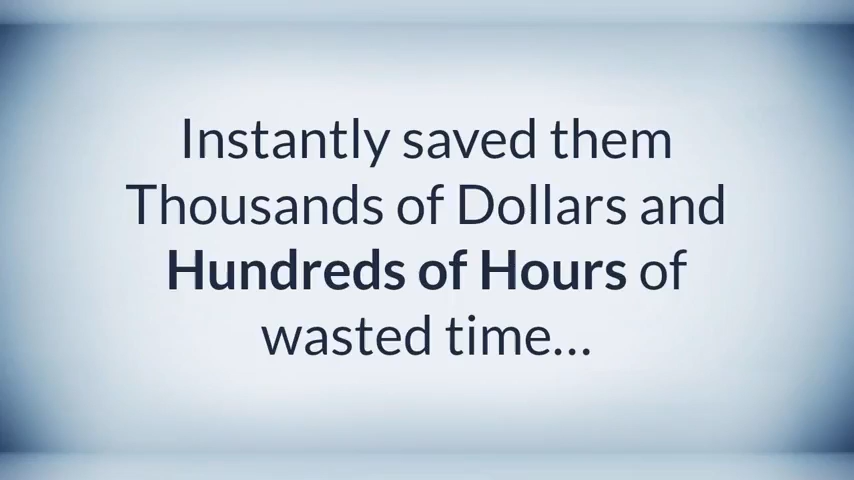 Instantly saved them
Thousands of Dollars and
Hundreds of Hours of
wasted time...